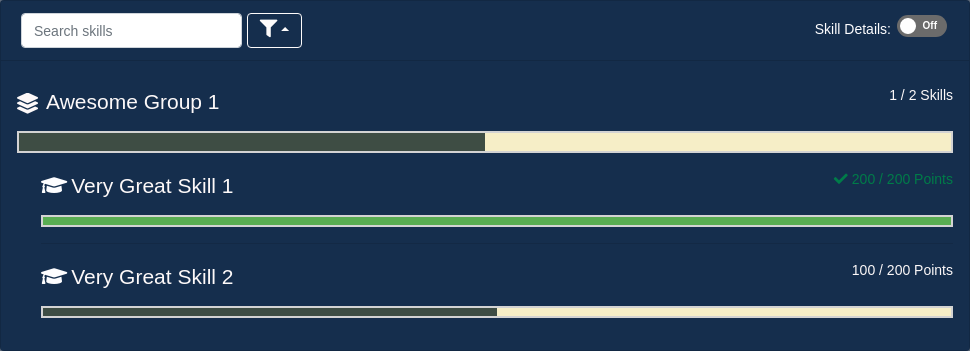 Search skills
Skill Details: Off
Awesome Group 1
1 / 2 Skills
Very Great Skill 1
200 / 200 Points
Very Great Skill 2
100 / 200 Points